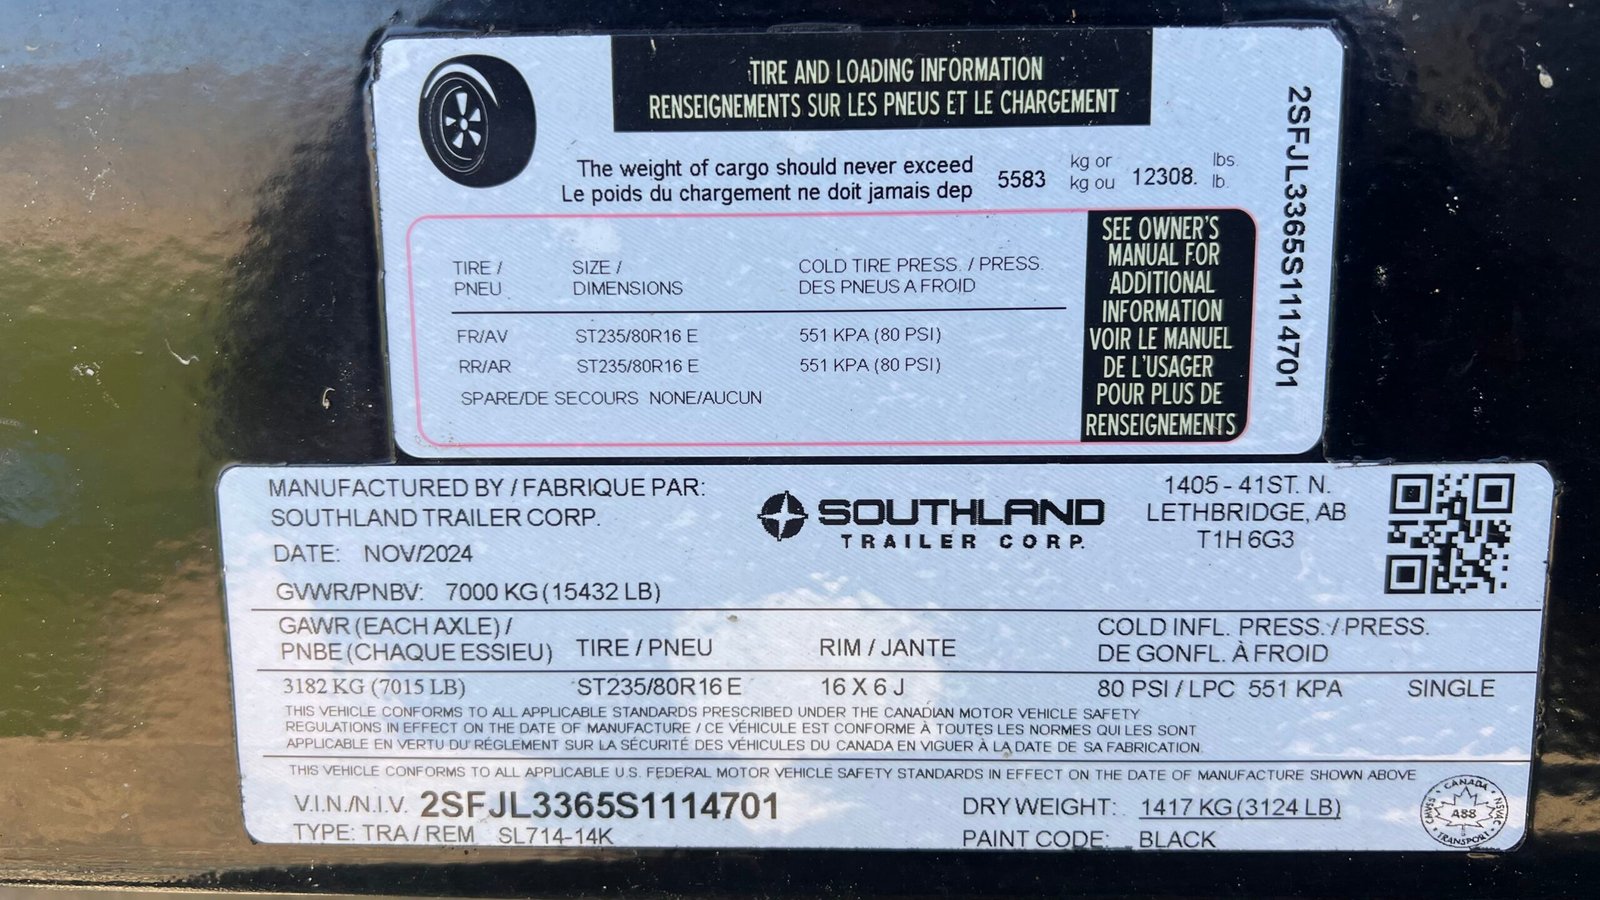 TIRE AND LOADING INFORMATION
RENSEIGNEMENTS SUR LES PNEUS ET LE CHARGEMENT
The weight of cargo should never exceed 5583 kg or 12308. lbs.
Le poids du chargement ne doit jamais dep kg ou lb.
TIRE / SIZE / COLD TIRE PRESS. / PRESS.
PNEU DIMENSIONS DES PNEUS A FROID
FR/AV ST235/80R16 E 551 KPA (80 PSI)
RR/AR ST235/80R16 E 551 KPA (80 PSI)
SPARE/DE SECOURS NONE/AUCUN
SEE OWNER'S
MANUAL FOR
ADDITIONAL
INFORMATION
VOIR LE MANUEL
DE L'USAGER
POUR PLUS DE
RENSEIGNEMENTS
2SFJL3365S1114701
MANUFACTURED BY / FABRIQUE PAR:
SOUTHLAND TRAILER CORP.
DATE: NOV/2024
GVWR/PNBV: 7000 KG (15432 LB)
SOUTHLAND
TRAILER CORP.
1405 - 41ST. N.
LETHBRIDGE, AB
T1H 6G3
GAWR (EACH AXLE) / TIRE / PNEU RIM / JANTE COLD INFL. PRESS. / PRESS.
PNBE (CHAQUE ESSIEU) DE GONFL. À FROID
3182 KG (7015 LB) ST235/80R16 E 16 X 6 J 80 PSI / LPC 551 KPA SINGLE
THIS VEHICLE CONFORMS TO ALL APPLICABLE STANDARDS PRESCRIBED UNDER THE CANADIAN MOTOR VEHICLE SAFETY
REGULATIONS IN EFFECT ON THE DATE OF MANUFACTURE / CE VÉHICULE EST CONFORME À TOUTES LES NORMES QUI LES SONT
APPLICABLE EN VERTU DU RÉGLEMENT SUR LA SÉCURITÉ DES VÉHICULES DU CANADA EN VIGUER À LA DATE DE SA FABRICATION.
THIS VEHICLE CONFORMS TO ALL APPLICABLE U.S. FEDERAL MOTOR VEHICLE SAFETY STANDARDS IN EFFECT ON THE DATE OF MANUFACTURE SHOWN ABOVE
V.I.N./N.I.V. 2SFJL3365S1114701 DRY WEIGHT: 1417 KG (3124 LB)
TYPE: TRA / REM SL714-14K PAINT CODE: BLACK
CANADA
CMVSS
A88
NSVAC
TRANSPORT